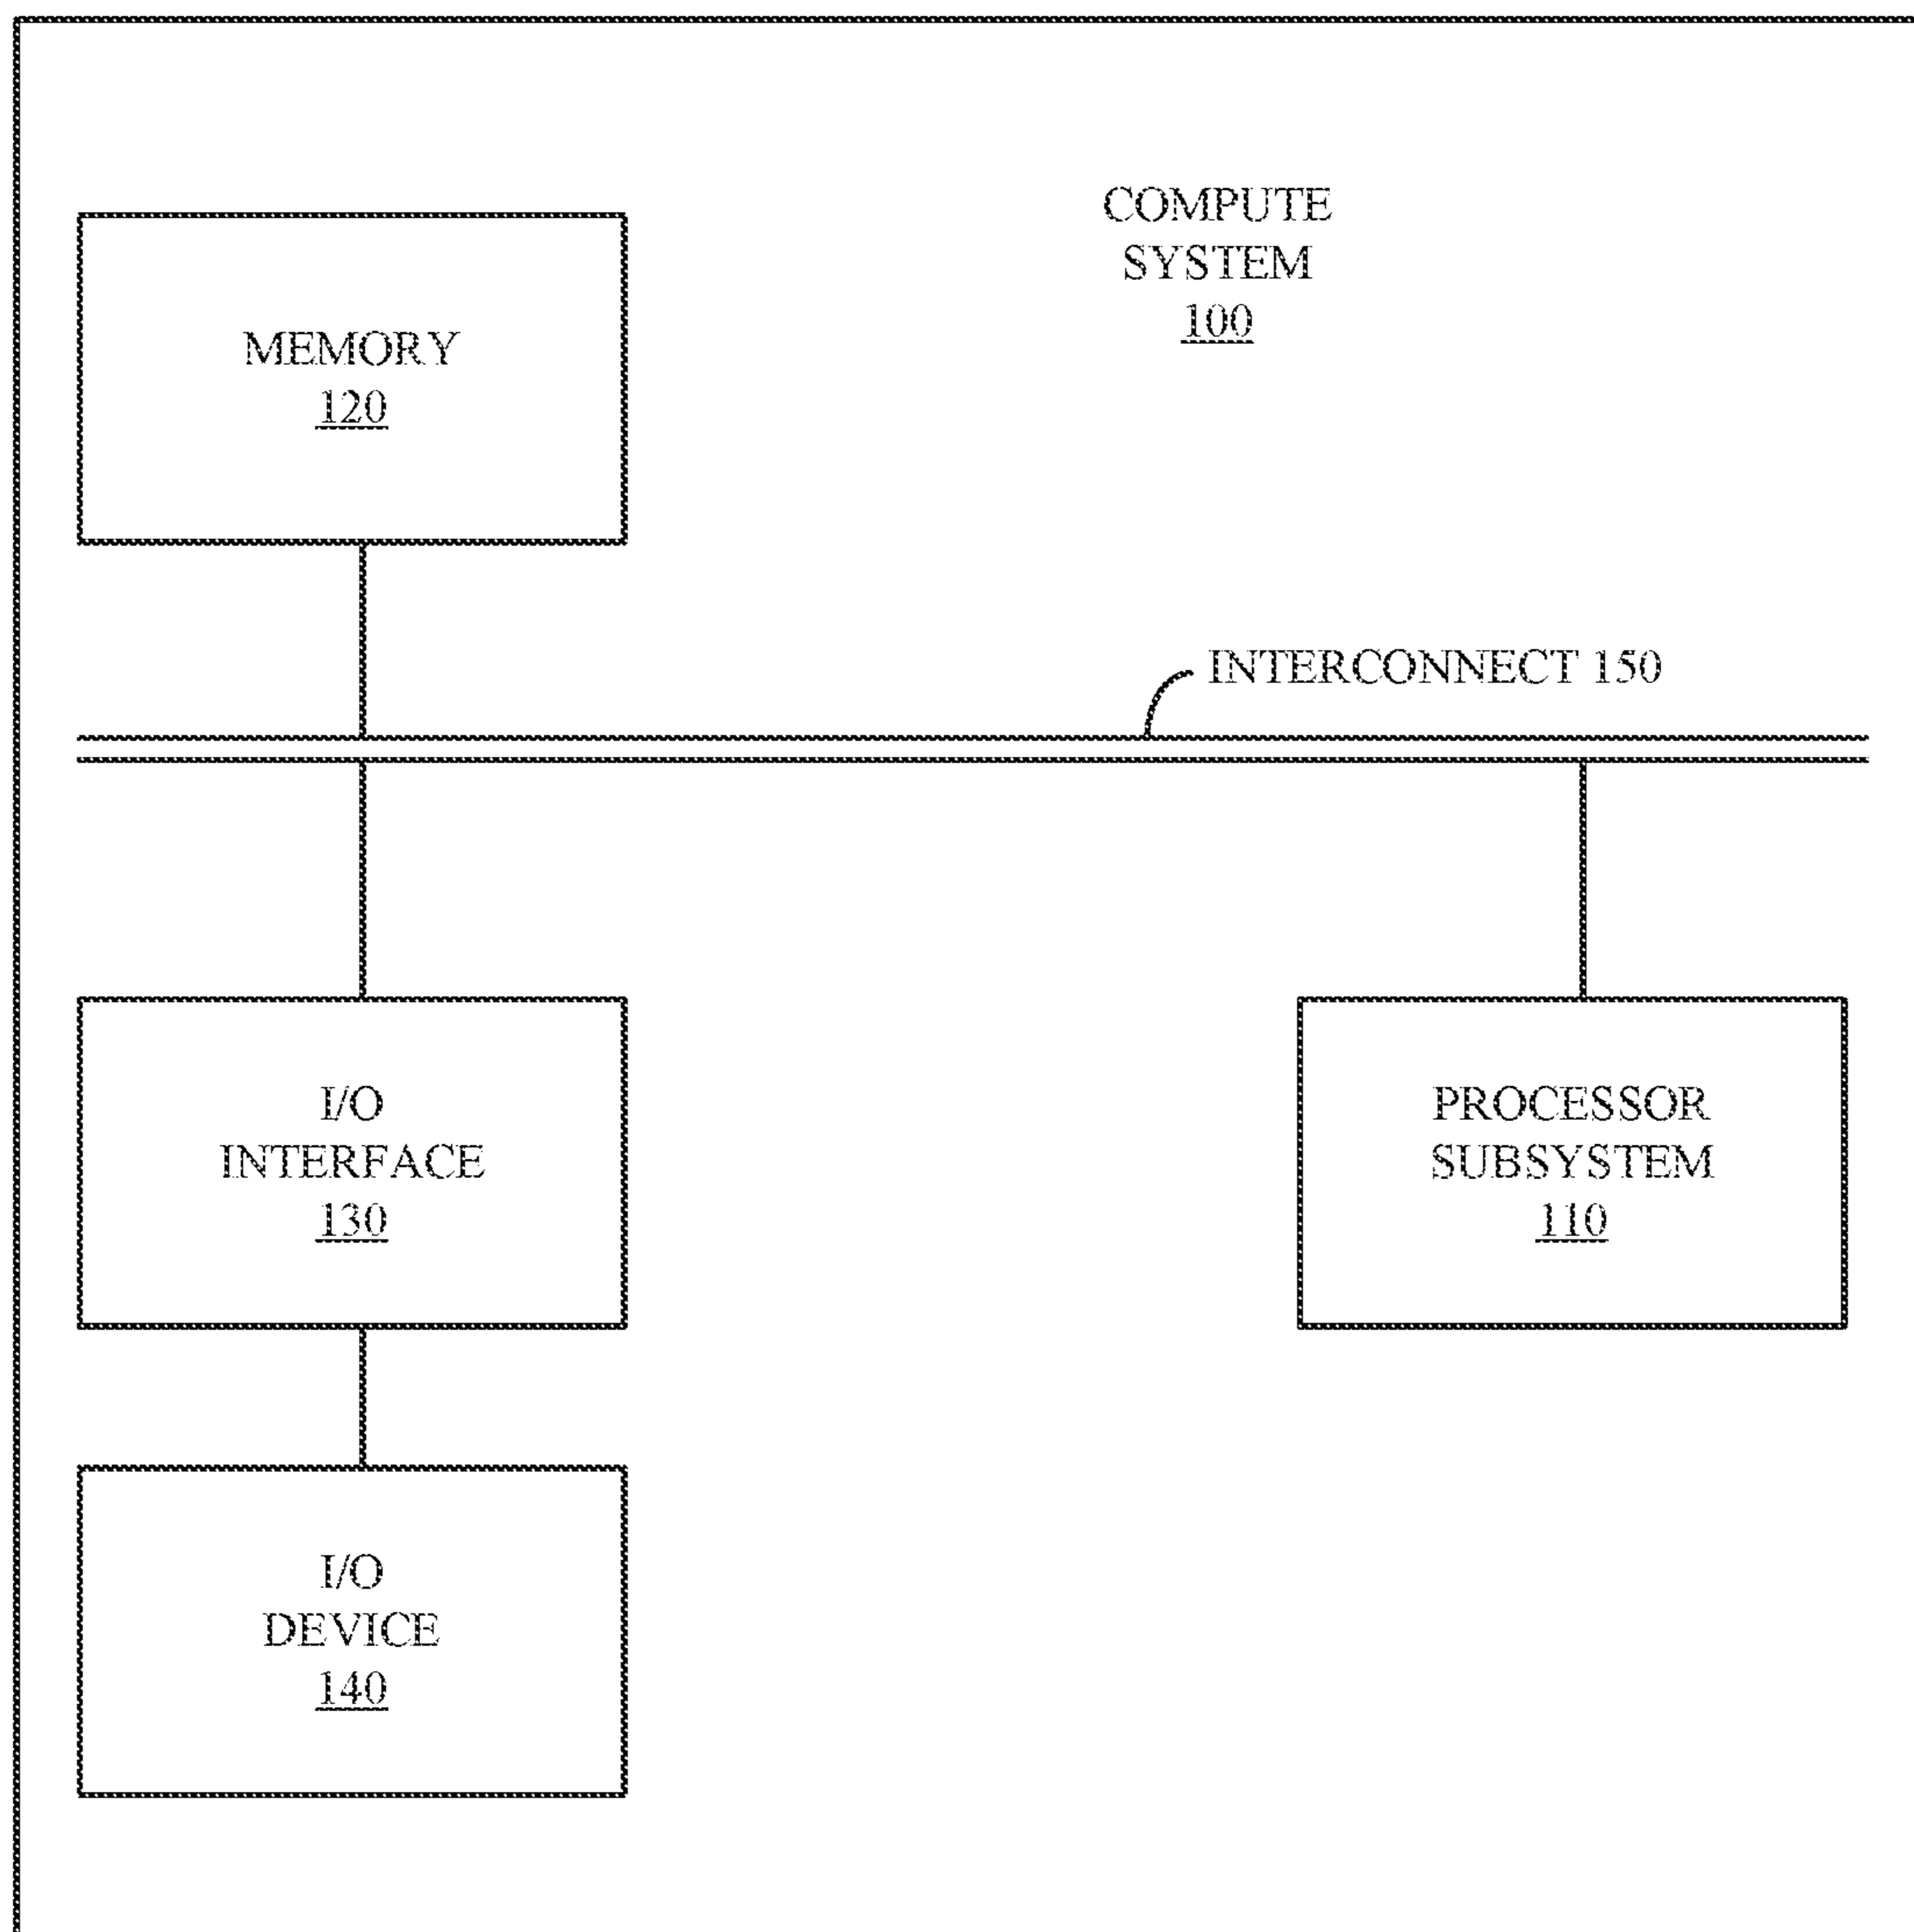 COMPUTE
SYSTEM
100
MEMORY
120
INTERCONNECT 150
I/O
INTERFACE
130
PROCESSOR
SUBSYSTEM
110
I/O
DEVICE
140